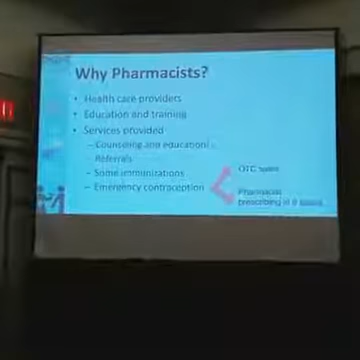 Why Pharmacists?
• Health care providers
• Education and training
• Services provided
– Counseling and education
– Referrals
– Some immunizations
– Emergency contraception
OTC sales
Pharmacist
prescribing in 9 states